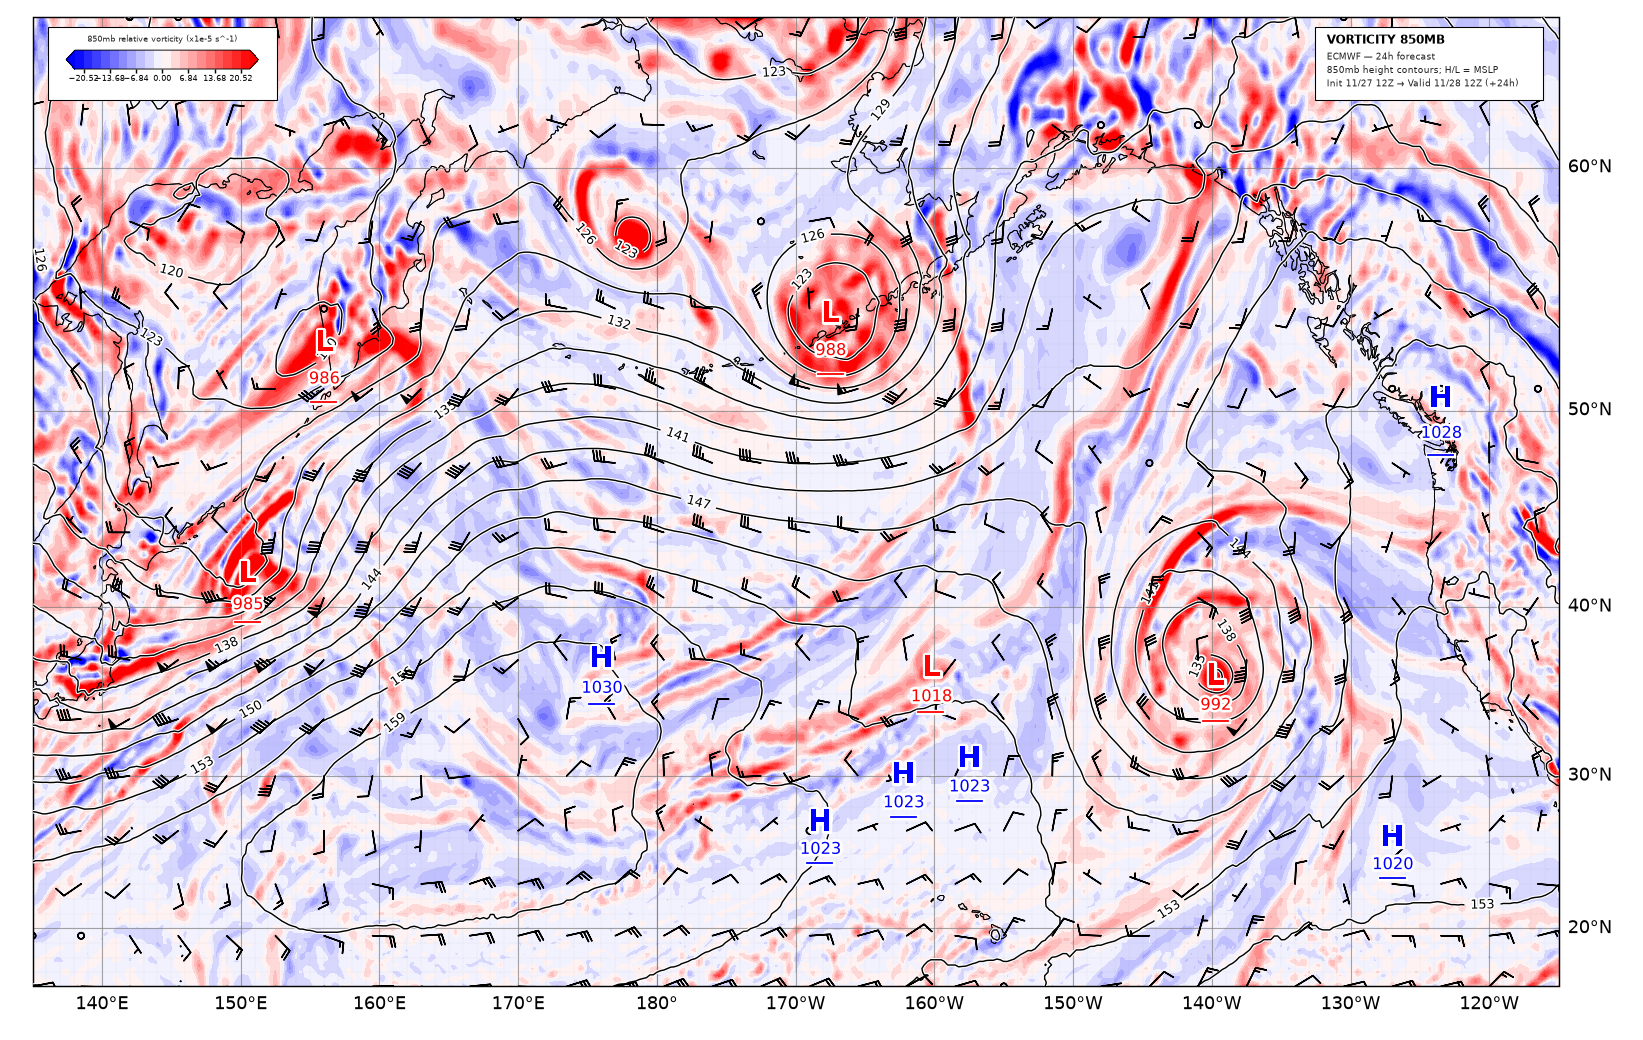 850mb relative vorticity (x1e-5 s^-1)
−20.52 −13.68 −6.84 0.00 6.84 13.68 20.52
VORTICITY 850MB
ECMWF — 24h forecast
850mb height contours; H/L = MSLP
Init 11/27 12Z → Valid 11/28 12Z (+24h)
123
129
60°N
126
126
123
126
120
123
L
988
132
123
L
986
H
1028
135
50°N
141
147
144
L
985
144
141
40°N
138
138
H
1030
L
1018
135
L
992
150
159
153
H
1023
H
1023
30°N
H
1023
H
1020
153
153
20°N
140°E 150°E 160°E 170°E 180° 170°W 160°W 150°W 140°W 130°W 120°W